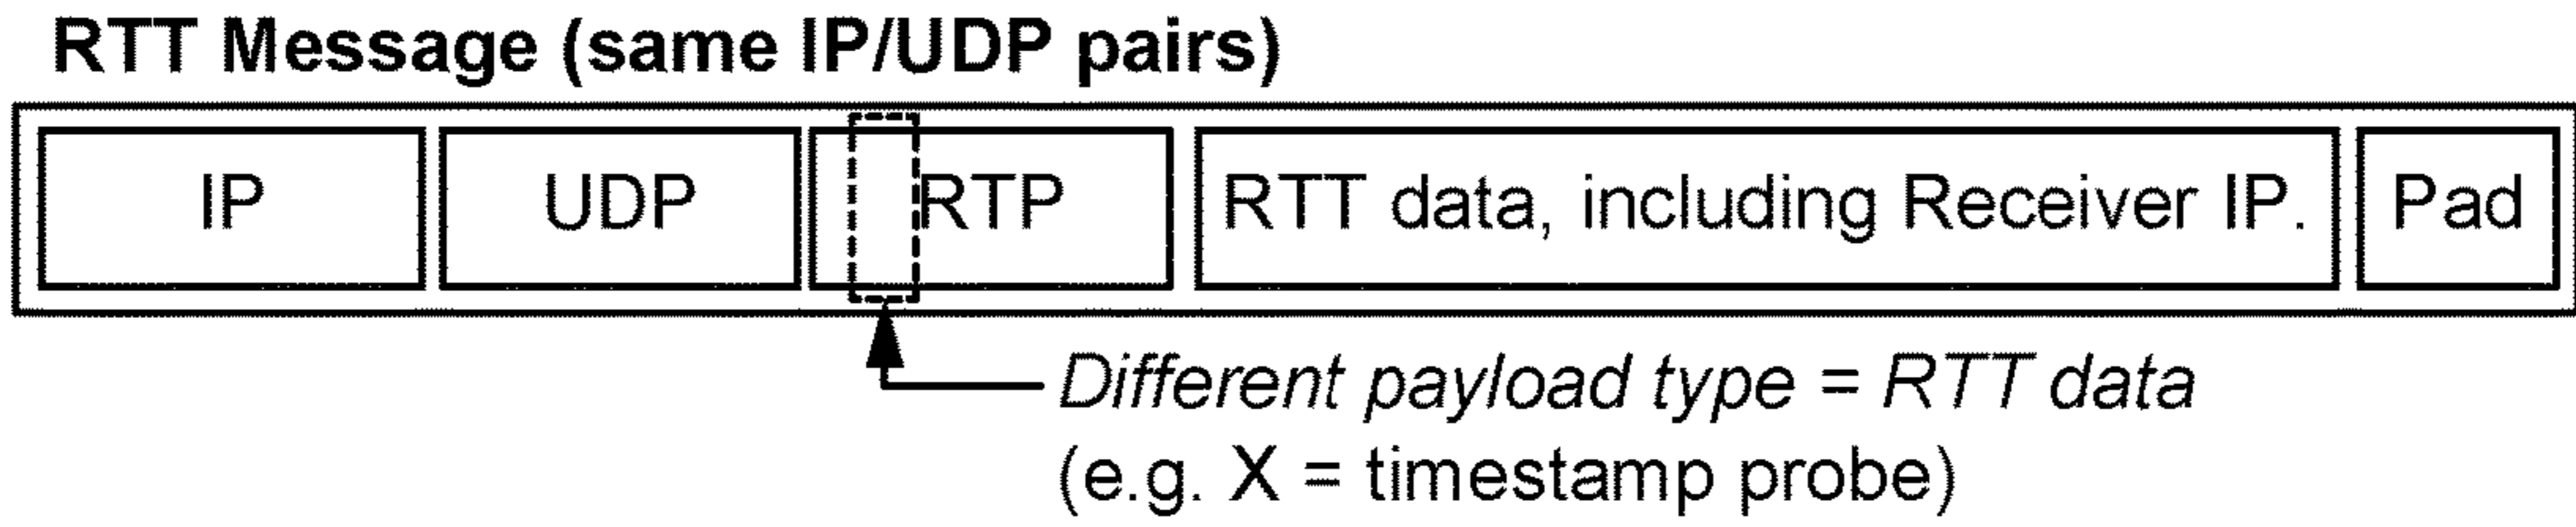 RTT Message (same IP/UDP pairs)
IP UDP RTP RTT data, including Receiver IP. Pad
Different payload type = RTT data
(e.g. X = timestamp probe)